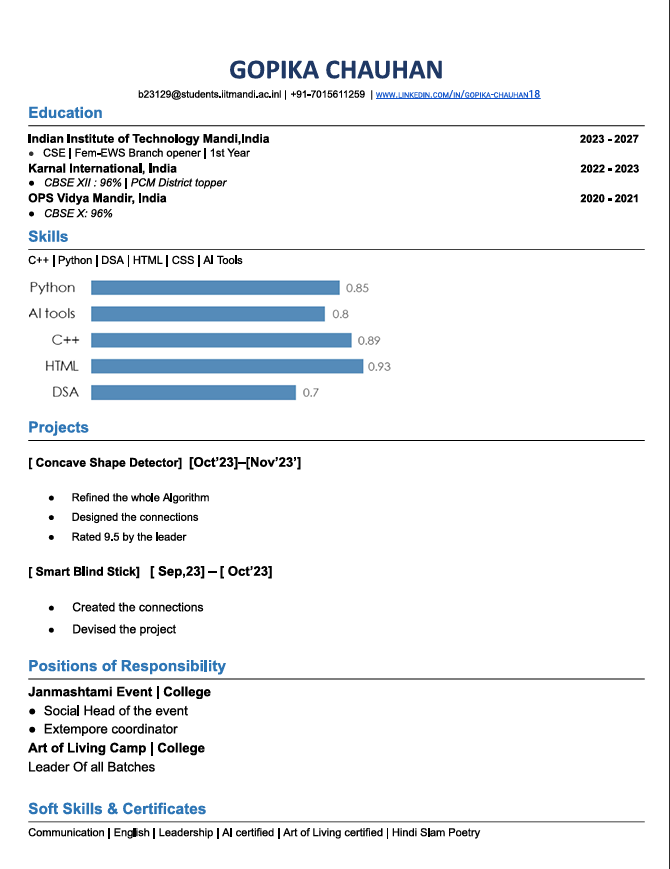 GOPIKA CHAUHAN
b23129@students.iitmandi.ac.inl | +91-7015611259 | WWW.LINKEDIN.COM/IN/GOPIKA-CHAUHAN18
Education
Indian Institute of Technology Mandi,India 2023 - 2027
● CSE | Fem-EWS Branch opener | 1st Year
Karnal International, India 2022 - 2023
● CBSE XII : 96% | PCM District topper
OPS Vidya Mandir, India 2020 - 2021
● CBSE X: 96%
Skills
C++ | Python | DSA | HTML | CSS | AI Tools
Python 0.85
AI tools 0.8
C++ 0.89
HTML 0.93
DSA 0.7
Projects
[ Concave Shape Detector] [Oct'23]–[Nov'23']
● Refined the whole Algorithm
● Designed the connections
● Rated 9.5 by the leader
[ Smart Blind Stick] [ Sep,23] – [ Oct'23]
● Created the connections
● Devised the project
Positions of Responsibility
Janmashtami Event | College
● Social Head of the event
● Extempore coordinator
Art of Living Camp | College
Leader Of all Batches
Soft Skills & Certificates
Communication | English | Leadership | AI certified | Art of Living certified | Hindi Slam Poetry